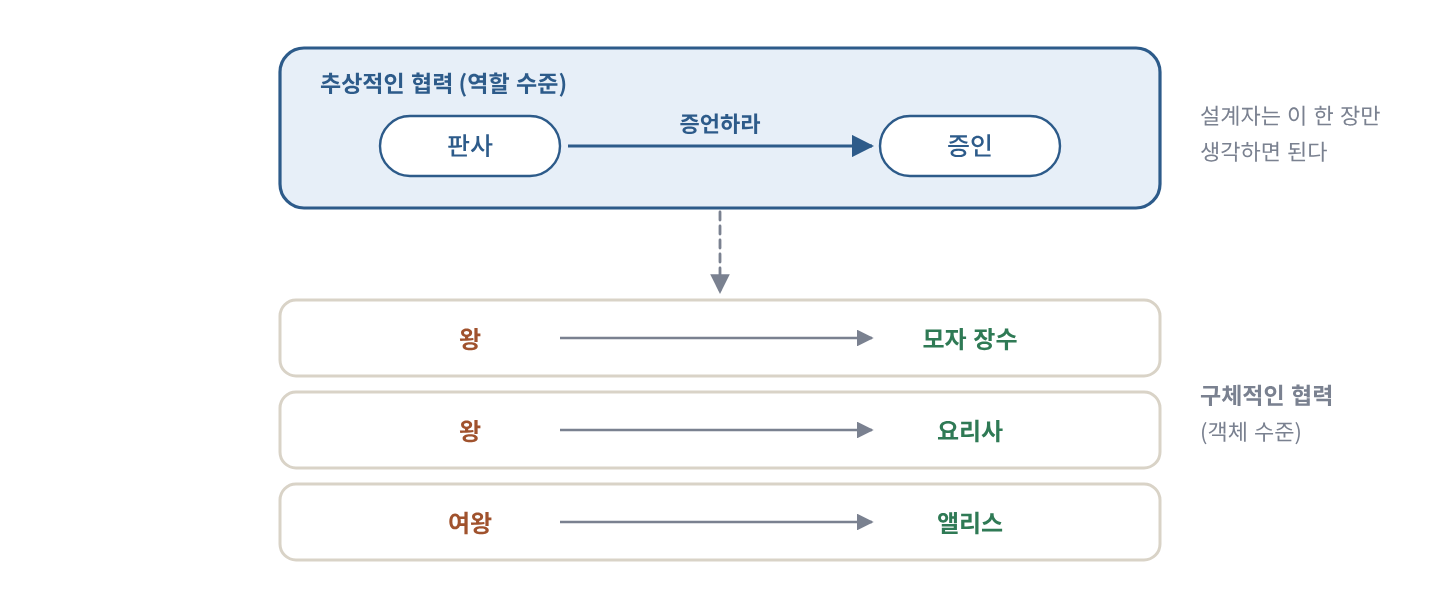 추상적인 협력 (역할 수준)
판사
증언하라
증인
설계자는 이 한 장만
생각하면 된다
왕
모자 장수
왕
요리사
여왕
앨리스
구체적인 협력
(객체 수준)